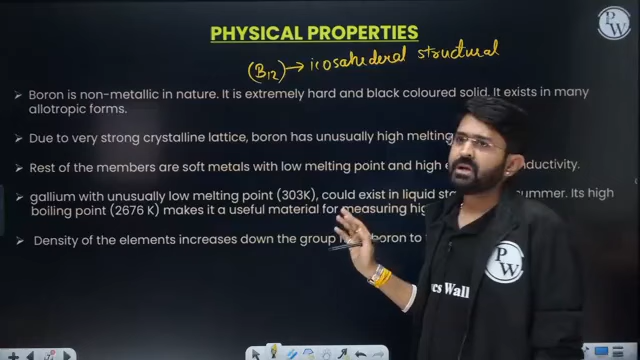 PHYSICAL PROPERTIES
PW
(B12) → icosahederal structural
➤ Boron is non-metallic in nature. It is extremely hard and black coloured solid. It exists in many
allotropic forms.
➤ Due to very strong crystalline lattice, boron has unusually high melting
➤ Rest of the members are soft metals with low melting point and high
➤ gallium with unusually low melting point (303K), could exist in liquid summer. Its high
boiling point (2676 K) makes it a useful material for measuring
➤ Density of the elements increases down the group boron to
PW
Wall